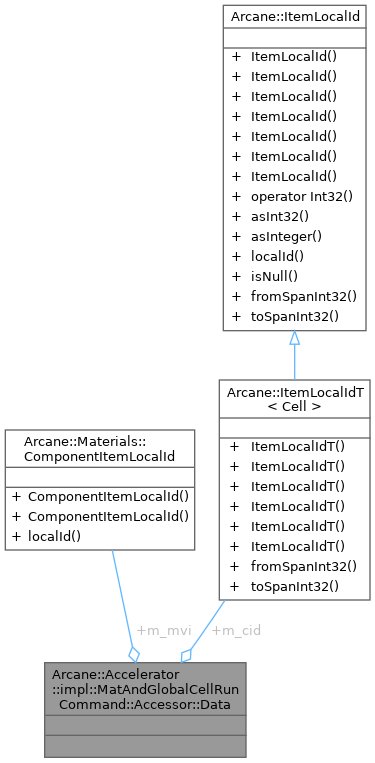 Arcane::ItemLocalId
+ ItemLocalId()
+ ItemLocalId()
+ ItemLocalId()
+ ItemLocalId()
+ ItemLocalId()
+ ItemLocalId()
+ ItemLocalId()
+ operator Int32()
+ asInt32()
+ asInteger()
+ localId()
+ isNull()
+ fromSpanInt32()
+ toSpanInt32()
Arcane::ItemLocalIdT
< Cell >
+ ItemLocalIdT()
+ ItemLocalIdT()
+ ItemLocalIdT()
+ ItemLocalIdT()
+ ItemLocalIdT()
+ ItemLocalIdT()
+ fromSpanInt32()
+ toSpanInt32()
Arcane::Materials::
ComponentItemLocalId
+ ComponentItemLocalId()
+ ComponentItemLocalId()
+ localId()
+m_mvi
+m_cid
Arcane::Accelerator
::impl::MatAndGlobalCellRun
Command::Accessor::Data